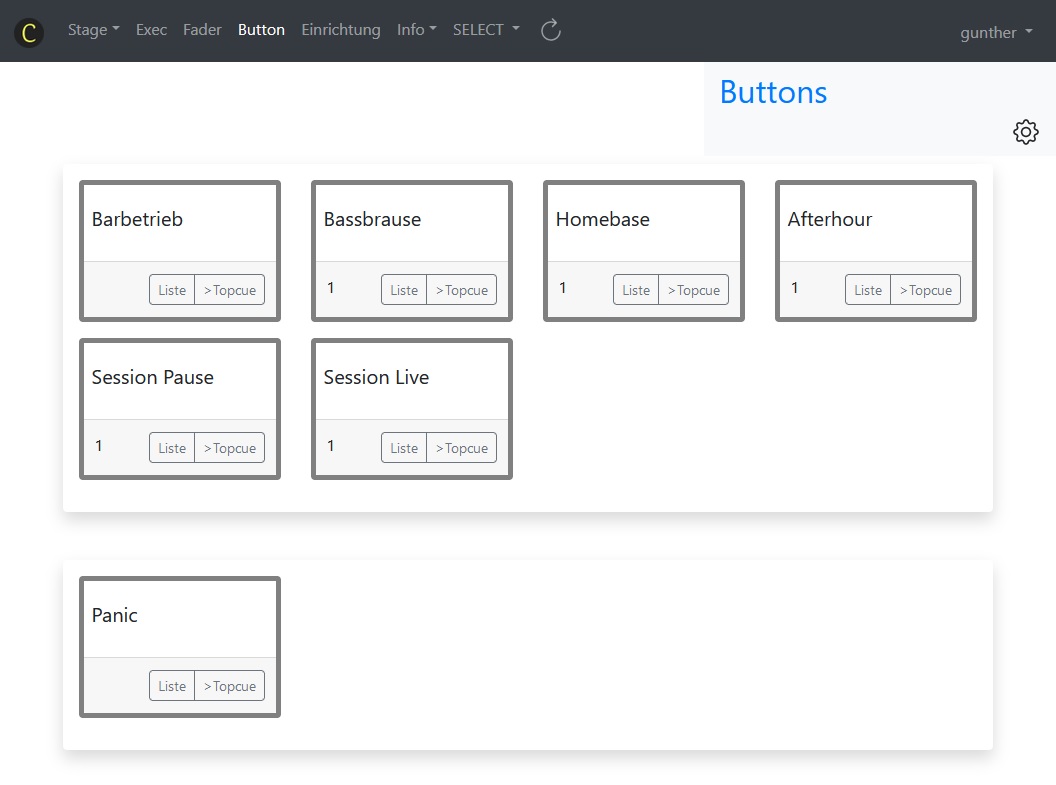 C Stage Exec Fader Button Einrichtung Info SELECT gunther
Buttons
Barbetrieb Bassbrause Homebase Afterhour
Liste >Topcue 1 Liste >Topcue 1 Liste >Topcue 1 Liste >Topcue
Session Pause Session Live
1 Liste >Topcue 1 Liste >Topcue
Panic
Liste >Topcue